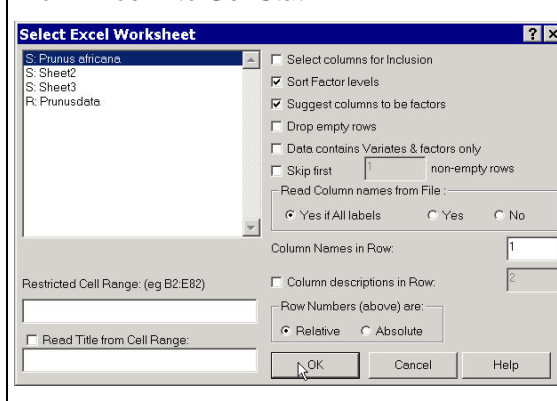 Select Excel Worksheet
S: Prunus africana
S: Sheet2
S: Sheet3
R: Prunusdata
Select columns for Inclusion
Sort Factor levels
Suggest columns to be factors
Drop empty rows
Data contains Variates & factors only
Skip first 1 non-empty rows
Read Column names from File :
Yes if All labels Yes No
Column Names in Row: 1
Restricted Cell Range: (eg B2:E82)
Column descriptions in Row: 2
Row Numbers (above) are:
Relative Absolute
Read Title from Cell Range:
OK Cancel Help